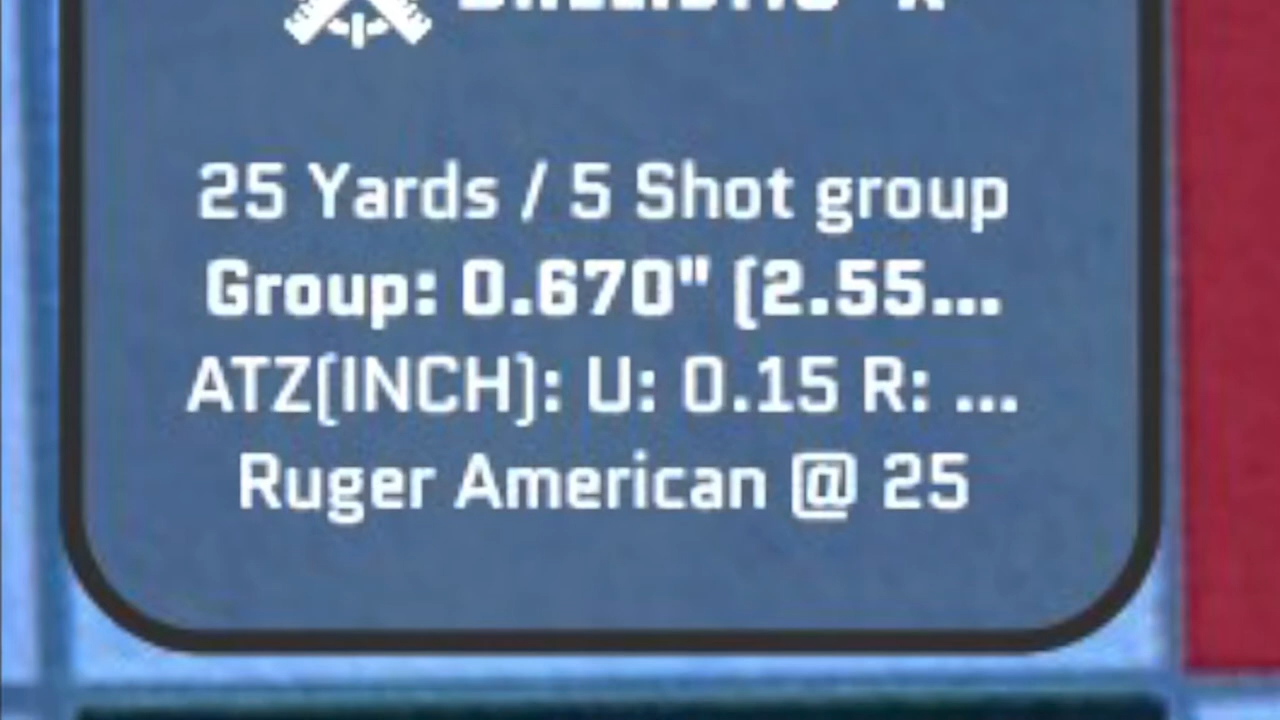 25 Yards / 5 Shot group
Group: 0.670" (2.55...
ATZ(INCH): U: 0.15 R: ...
Ruger American @ 25